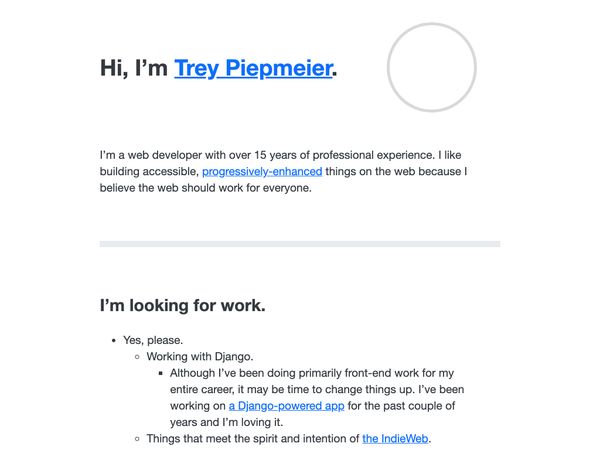 Hi, I’m Trey Piepmeier.
I’m a web developer with over 15 years of professional experience. I like
building accessible, progressively-enhanced things on the web because I
believe the web should work for everyone.
I’m looking for work.
• Yes, please.
◦ Working with Django.
▪ Although I’ve been doing primarily front-end work for my
entire career, it may be time to change things up. I’ve been
working on a Django-powered app for the past couple of
years and I’m loving it.
◦ Things that meet the spirit and intention of the IndieWeb.